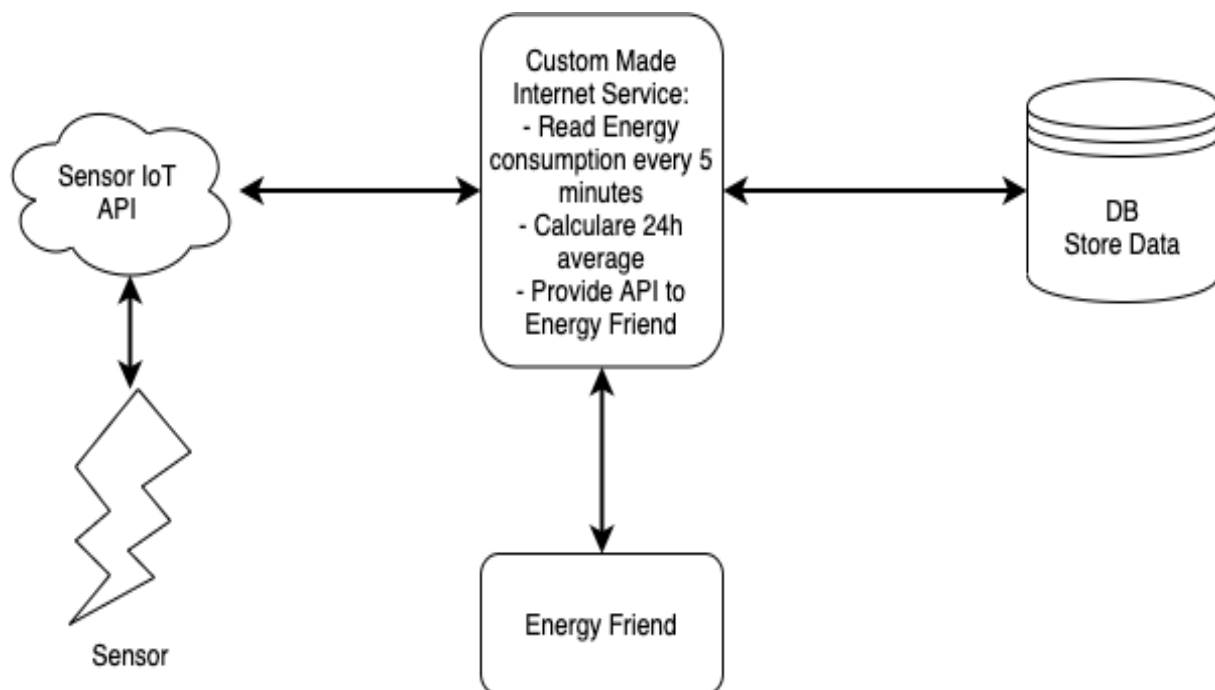 Sensor IoT
API
Sensor
Custom Made
Internet Service:
- Read Energy
consumption every 5
minutes
- Calculare 24h
average
- Provide API to
Energy Friend
Energy Friend
DB
Store Data